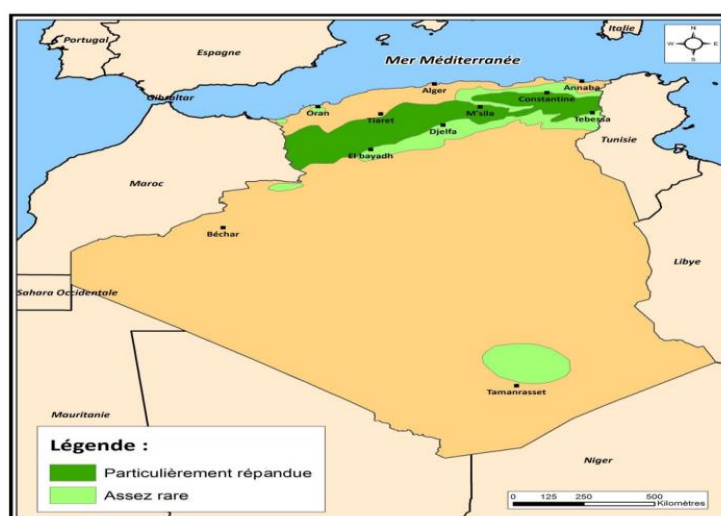 Portugal
Espagne
Italie
N
W E
S
Mer Méditerranée
Gibraltar
Oran
Alger
Annaba
Constantine
Tiaret
M'sila
Djelfa
Tebessa
El bayadh
Tunisie
Maroc
Béchar
Libye
Sahara Occidentale
Tamanrasset
Mauritanie
Niger
Légende :
Particulièrement répandue
Assez rare
0 125 250 500
Kilomètres